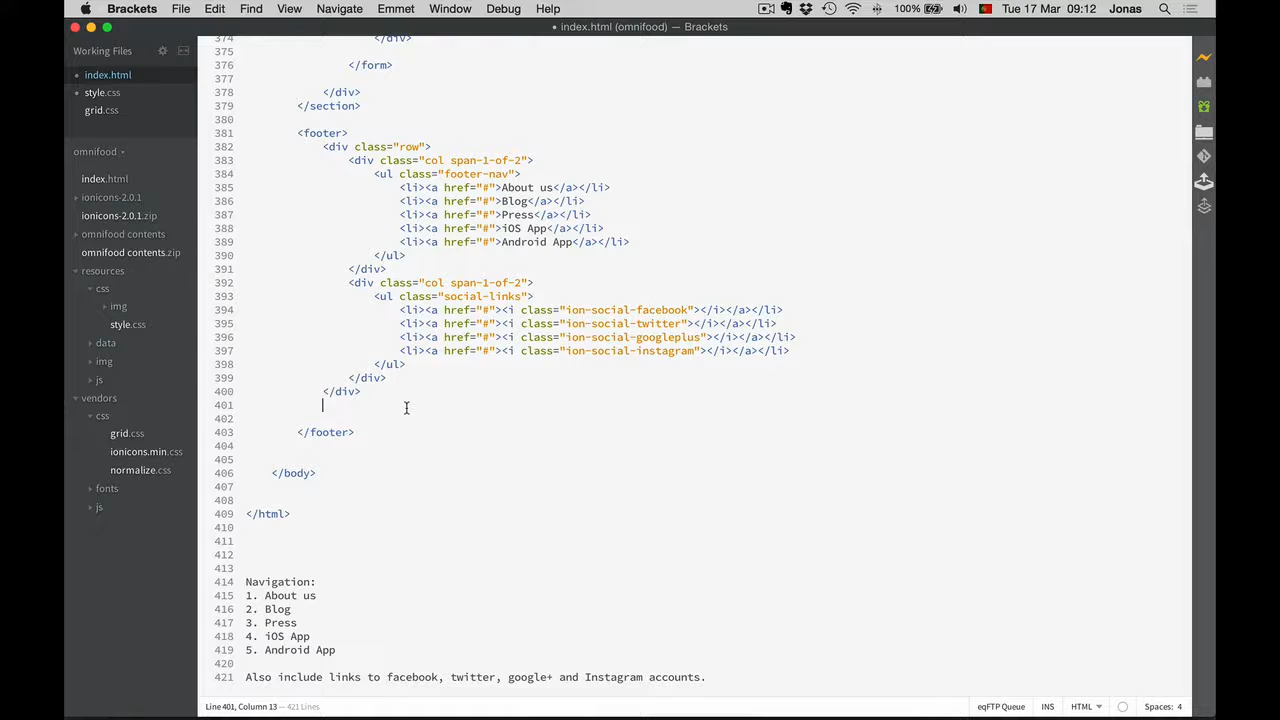 Brackets File Edit Find View Navigate Emmet Window Debug Help 100% Tue 17 Mar 09:12 Jonas
• index.html (omnifood) — Brackets
Working Files
index.html
style.css
grid.css
omnifood
index.html
ionicons-2.0.1
ionicons-2.0.1.zip
omnifood contents
omnifood contents.zip
resources
css
img
style.css
data
img
js
vendors
css
grid.css
ionicons.min.css
normalize.css
fonts
js
374                 </div>
375
376             </form>
377
378         </div>
379     </section>
380
381     <footer>
382         <div class="row">
383             <div class="col span-1-of-2">
384                 <ul class="footer-nav">
385                     <li><a href="#">About us</a></li>
386                     <li><a href="#">Blog</a></li>
387                     <li><a href="#">Press</a></li>
388                     <li><a href="#">iOS App</a></li>
389                     <li><a href="#">Android App</a></li>
390                 </ul>
391             </div>
392             <div class="col span-1-of-2">
393                 <ul class="social-links">
394                     <li><a href="#"><i class="ion-social-facebook"></i></a></li>
395                     <li><a href="#"><i class="ion-social-twitter"></i></a></li>
396                     <li><a href="#"><i class="ion-social-googleplus"></i></a></li>
397                     <li><a href="#"><i class="ion-social-instagram"></i></a></li>
398                 </ul>
399             </div>
400         </div>
401
402
403     </footer>
404
405
406   </body>
407
408
409 </html>
410
411
412
413
414 Navigation:
415 1. About us
416 2. Blog
417 3. Press
418 4. iOS App
419 5. Android App
420
421 Also include links to facebook, twitter, google+ and Instagram accounts.
Line 401, Column 13 — 421 Lines eqFTP Queue INS HTML Spaces: 4